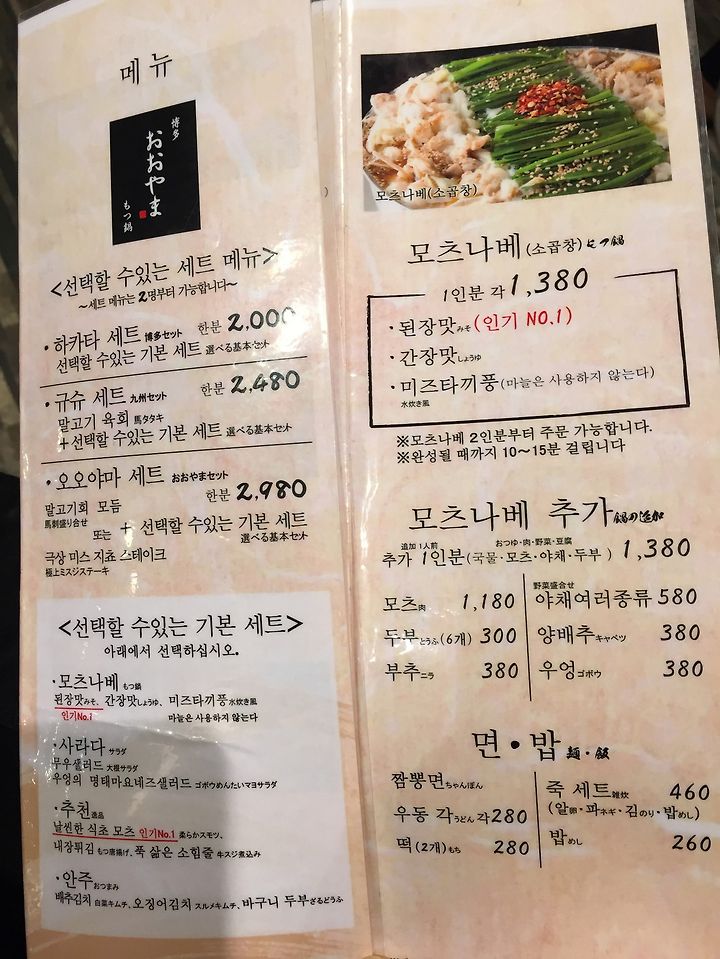 메뉴
博多
おおやま
もつ鍋
<선택할 수있는 세트 메뉴>
~세트 메뉴는 2명부터 가능합니다~
·하카타 세트 博多セット 한분 2,000
선택할 수있는 기본 세트 選べる基本セット
·규슈 세트 九州セット 한분 2,480
말고기 육회 馬タタキ
+선택할 수있는 기본 세트 選べる基本セット
·오오야마 세트 おおやまセット
한분 2,980
말고기회 모듬
馬刺盛り合せ
또는 + 선택할 수있는 기본 세트
選べる基本セット
극상 미스 지쵸 스테이크
極上ミスジステーキ
<선택할 수있는 기본 세트>
아래에서 선택하십시오.
·모츠나베 もつ鍋
된장맛みそ、간장맛しょうゆ、미즈타끼풍水炊き風
인기No.1 마늘은 사용하지 않는다
·사라다 サラダ
무우샐러드 大根サラダ
우엉의 명태마요네즈샐러드 ゴボウめんたいマヨサラダ
·추천逸品
날씬한 식초 모츠 인기No.1 柔らかスモツ、
내장튀김 もつ唐揚げ、푹 삶은 소힘줄 牛スジ煮込み
·안주おつまみ
배추김치 白菜キムチ、오징어김치 スルメキムチ、바구니 두부ざるどうふ
모츠나베(소곱창)
모츠나베(소곱창)もつ鍋
1인분 각 1,380
·된장맛みそ(인기 NO.1)
·간장맛しょうゆ
·미즈타끼풍(마늘은 사용하지 않는다)
水炊き風
※모츠나베 2인분부터 주문 가능합니다.
※완성될 때까지 10～15분 걸립니다
모츠나베 추가鍋の追加
追加 1人前 おつゆ・肉・野菜・豆腐
추가 1인분(국물·모츠·야채·두부) 1,380
모츠肉 1,180
두부とうふ(6개) 300
부추ニラ 380
野菜盛合せ
야채여러종류 580
양배추キャベツ 380
우엉ゴボウ 380
면·밥 麺・飯
짬뽕면ちゃんぽん
우동 각うどん 각280
떡(2개)もち 280
죽 세트雑炊 460
(알卵·파ネギ·김のり·밥めし)
밥めし 260